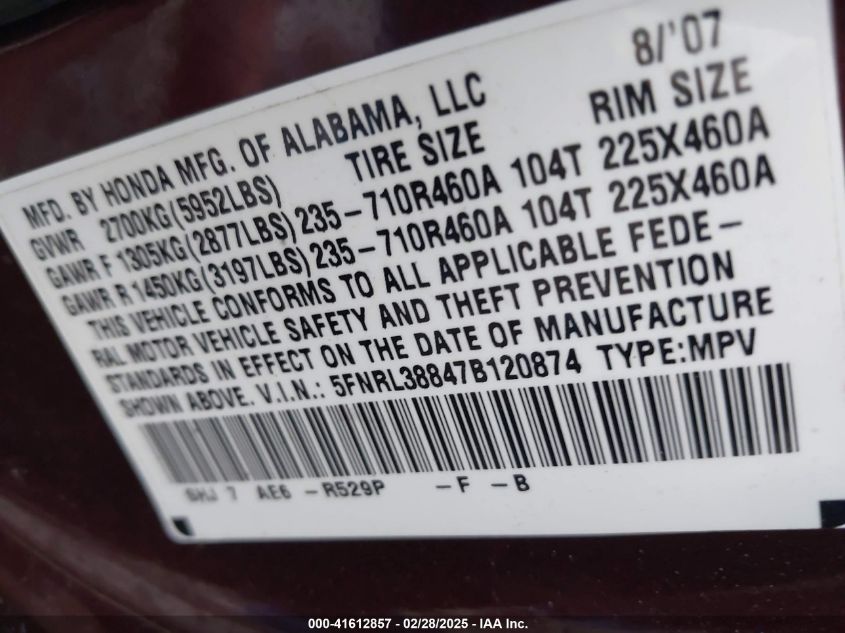 8/'07
MFD. BY HONDA MFG. OF ALABAMA, LLC
TIRE SIZE RIM SIZE
GVWR 2700KG(5952LBS)
GAWR F 1305KG(2877LBS) 235-710R460A 104T 225X460A
GAWR R 1450KG(3197LBS) 235-710R460A 104T 225X460A
THIS VEHICLE CONFORMS TO ALL APPLICABLE FEDE-
RAL MOTOR VEHICLE SAFETY AND THEFT PREVENTION
STANDARDS IN EFFECT ON THE DATE OF MANUFACTURE
SHOWN ABOVE. V.I.N.: 5FNRL38847B120874 TYPE:MPV
SHJ 7 AE6 -R529P -F -B
000-41612857 - 02/28/2025 - IAA Inc.